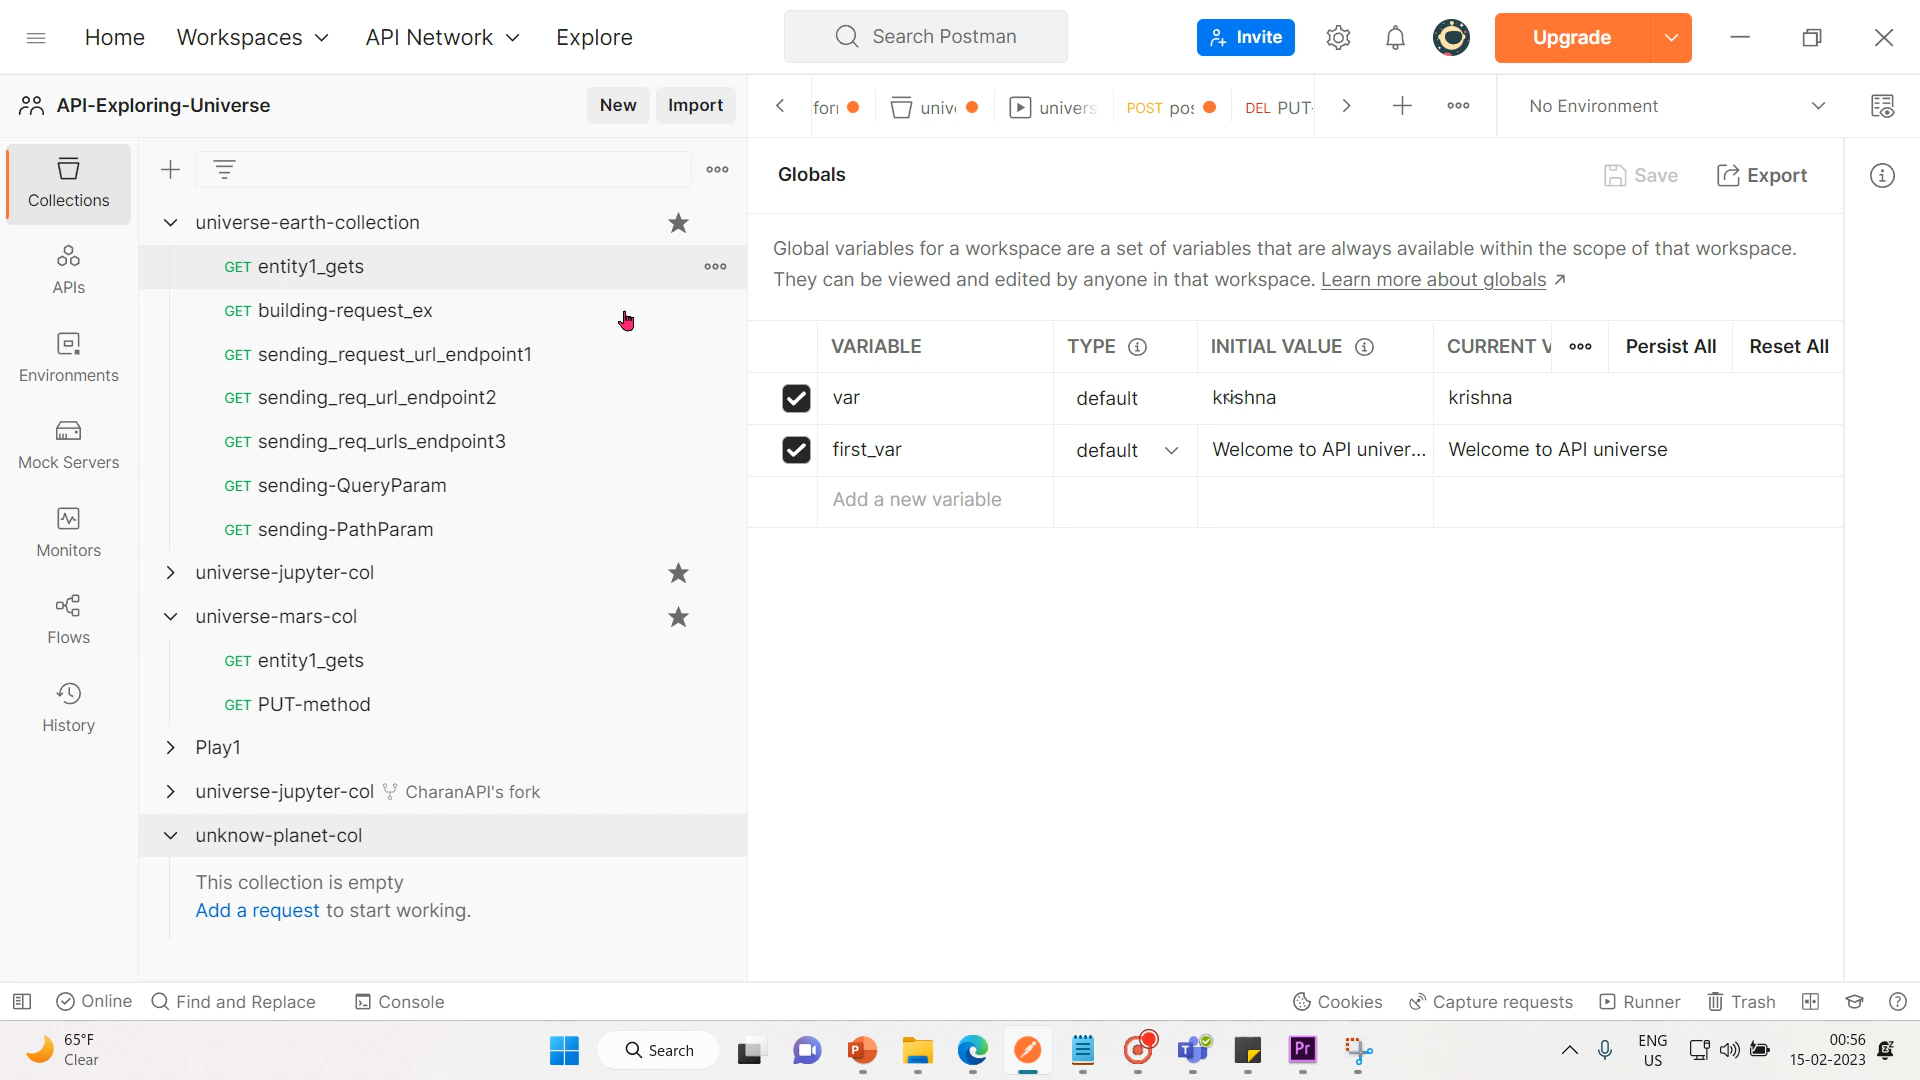 Home
Workspaces
API Network
Explore
Search Postman
Invite
Upgrade
API-Exploring-Universe
New
Import
forı
unive
univers
POST pos
DEL PUT-
No Environment
Collections
APIs
Environments
Mock Servers
Monitors
Flows
History
universe-earth-collection
GET entity1_gets
GET building-request_ex
GET sending_request_url_endpoint1
GET sending_req_url_endpoint2
GET sending_req_urls_endpoint3
GET sending-QueryParam
GET sending-PathParam
universe-jupyter-col
universe-mars-col
GET entity1_gets
GET PUT-method
Play1
universe-jupyter-col CharanAPI's fork
unknow-planet-col
This collection is empty
Add a request to start working.
Globals
Save
Export
Global variables for a workspace are a set of variables that are always available within the scope of that workspace.
They can be viewed and edited by anyone in that workspace. Learn more about globals ↗
VARIABLE TYPE INITIAL VALUE CURRENT V Persist All Reset All
var default krishna krishna
first_var default Welcome to API univer... Welcome to API universe
Add a new variable
Online
Find and Replace
Console
Cookies
Capture requests
Runner
Trash
65°F
Clear
Search
Pr
ENG
US
00:56
15-02-2023